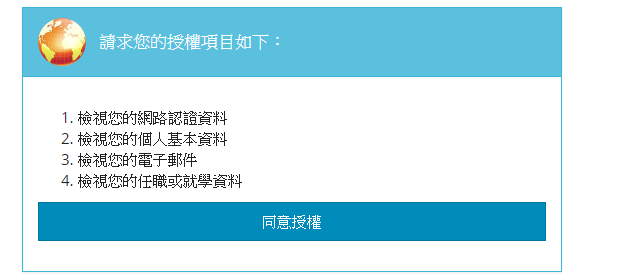 請求您的授權項目如下：
1. 檢視您的網路認證資料
2. 檢視您的個人基本資料
3. 檢視您的電子郵件
4. 檢視您的任職或就學資料
同意授權